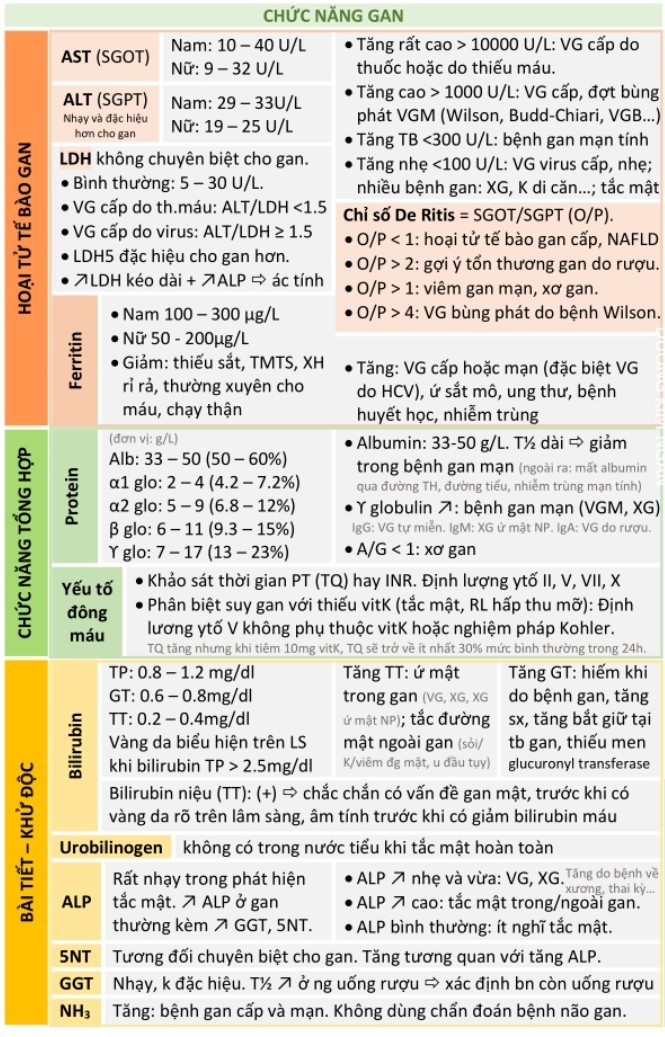 CHỨC NĂNG GAN
HOẠI TỬ TẾ BÀO GAN
AST (SGOT)
Nam: 10 – 40 U/L
Nữ: 9 – 32 U/L
ALT (SGPT)
Nhạy và đặc hiệu
hơn cho gan
Nam: 29 – 33U/L
Nữ: 19 – 25 U/L
LDH không chuyên biệt cho gan.
• Bình thường: 5 – 30 U/L.
• VG cấp do th.máu: ALT/LDH <1.5
• VG cấp do virus: ALT/LDH ≥ 1.5
• LDH5 đặc hiệu cho gan hơn.
• ↗LDH kéo dài + ↗ALP ⇨ ác tính
• Tăng rất cao > 10000 U/L: VG cấp do
thuốc hoặc do thiếu máu.
• Tăng cao > 1000 U/L: VG cấp, đợt bùng
phát VGM (Wilson, Budd-Chiari, VGB...)
• Tăng TB <300 U/L: bệnh gan mạn tính
• Tăng nhẹ <100 U/L: VG virus cấp, nhẹ;
nhiều bệnh gan: XG, K di căn...; tắc mật
Chỉ số De Ritis = SGOT/SGPT (O/P).
• O/P < 1: hoại tử tế bào gan cấp, NAFLD
• O/P > 2: gợi ý tổn thương gan do rượu.
• O/P > 1: viêm gan mạn, xơ gan.
• O/P > 4: VG bùng phát do bệnh Wilson.
Ferritin
• Nam 100 – 300 µg/L
• Nữ 50 - 200µg/L
• Giảm: thiếu sắt, TMTS, XH
rỉ rả, thường xuyên cho
máu, chạy thận
• Tăng: VG cấp hoặc mạn (đặc biệt VG
do HCV), ứ sắt mô, ung thư, bệnh
huyết học, nhiễm trùng
CHỨC NĂNG TỔNG HỢP
Protein
(đơn vị: g/L)
Alb: 33 – 50 (50 – 60%)
α1 glo: 2 – 4 (4.2 – 7.2%)
α2 glo: 5 – 9 (6.8 – 12%)
β glo: 6 – 11 (9.3 – 15%)
ϒ glo: 7 – 17 (13 – 23%)
• Albumin: 33-50 g/L. T½ dài ⇨ giảm
trong bệnh gan mạn (ngoài ra: mất albumin
qua đường TH, đường tiểu, nhiễm trùng mạn tính)
• ϒ globulin ↗: bệnh gan mạn (VGM, XG)
IgG: VG tự miễn. IgM: XG ứ mật NP. IgA: VG do rượu.
• A/G < 1: xơ gan
Yếu tố
đông
máu
• Khảo sát thời gian PT (TQ) hay INR. Định lượng ytố II, V, VII, X
• Phân biệt suy gan với thiếu vitK (tắc mật, RL hấp thu mỡ): Định
lượng ytố V không phụ thuộc vitK hoặc nghiệm pháp Kohler.
TQ tăng nhưng khi tiêm 10mg vitK, TQ sẽ trở về ít nhất 30% mức bình thường trong 24h.
BÀI TIẾT – KHỬ ĐỘC
Bilirubin
TP: 0.8 – 1.2 mg/dl
GT: 0.6 – 0.8mg/dl
TT: 0.2 – 0.4mg/dl
Vàng da biểu hiện trên LS
khi bilirubin TP > 2.5mg/dl
Tăng TT: ứ mật
trong gan (VG, XG, XG
ứ mật NP); tắc đường
mật ngoài gan (sỏi/
K/viêm đg mật, u đầu tụy)
Tăng GT: hiếm khi
do bệnh gan, tăng
sx, tăng bắt giữ tại
tb gan, thiếu men
glucuronyl transferase
Bilirubin niệu (TT): (+) ⇨ chắc chắn có vấn đề gan mật, trước khi có
vàng da rõ trên lâm sàng, âm tính trước khi có giảm bilirubin máu
Urobilinogen
không có trong nước tiểu khi tắc mật hoàn toàn
ALP
Rất nhạy trong phát hiện
tắc mật. ↗ ALP ở gan
thường kèm ↗ GGT, 5NT.
• ALP ↗ nhẹ và vừa: VG, XG.
Tăng do bệnh về
xương, thai kỳ...
• ALP ↗ cao: tắc mật trong/ngoài gan.
• ALP bình thường: ít nghĩ tắc mật.
5NT
Tương đối chuyên biệt cho gan. Tăng tương quan với tăng ALP.
GGT
Nhạy, k đặc hiệu. T½ ↗ ở ng uống rượu ⇨ xác định bn còn uống rượu
NH₃
Tăng: bệnh gan cấp và mạn. Không dùng chẩn đoán bệnh não gan.